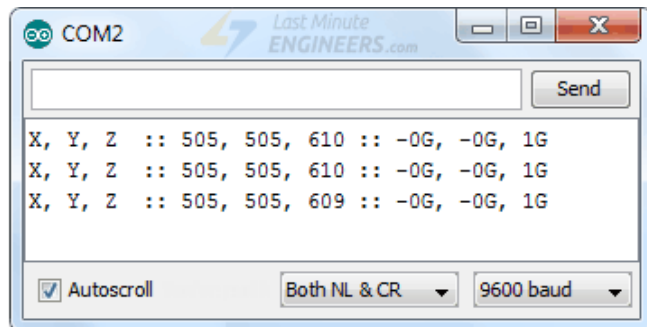 COM2
Last Minute
ENGINEERS.com
Send
X, Y, Z :: 505, 505, 610 :: -0G, -0G, 1G
X, Y, Z :: 505, 505, 610 :: -0G, -0G, 1G
X, Y, Z :: 505, 505, 609 :: -0G, -0G, 1G
Autoscroll
Both NL & CR
9600 baud